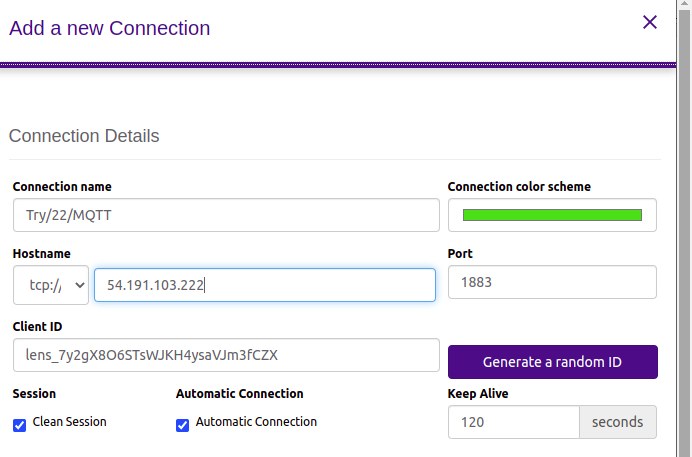 Add a new Connection
Connection Details
Connection name
Connection color scheme
Try/22/MQTT
Hostname
Port
tcp://
54.191.103.222
1883
Client ID
lens_7y2gX8O6STsWJKH4ysaVJm3fCZX
Generate a random ID
Session
Automatic Connection
Keep Alive
Clean Session
Automatic Connection
120
seconds